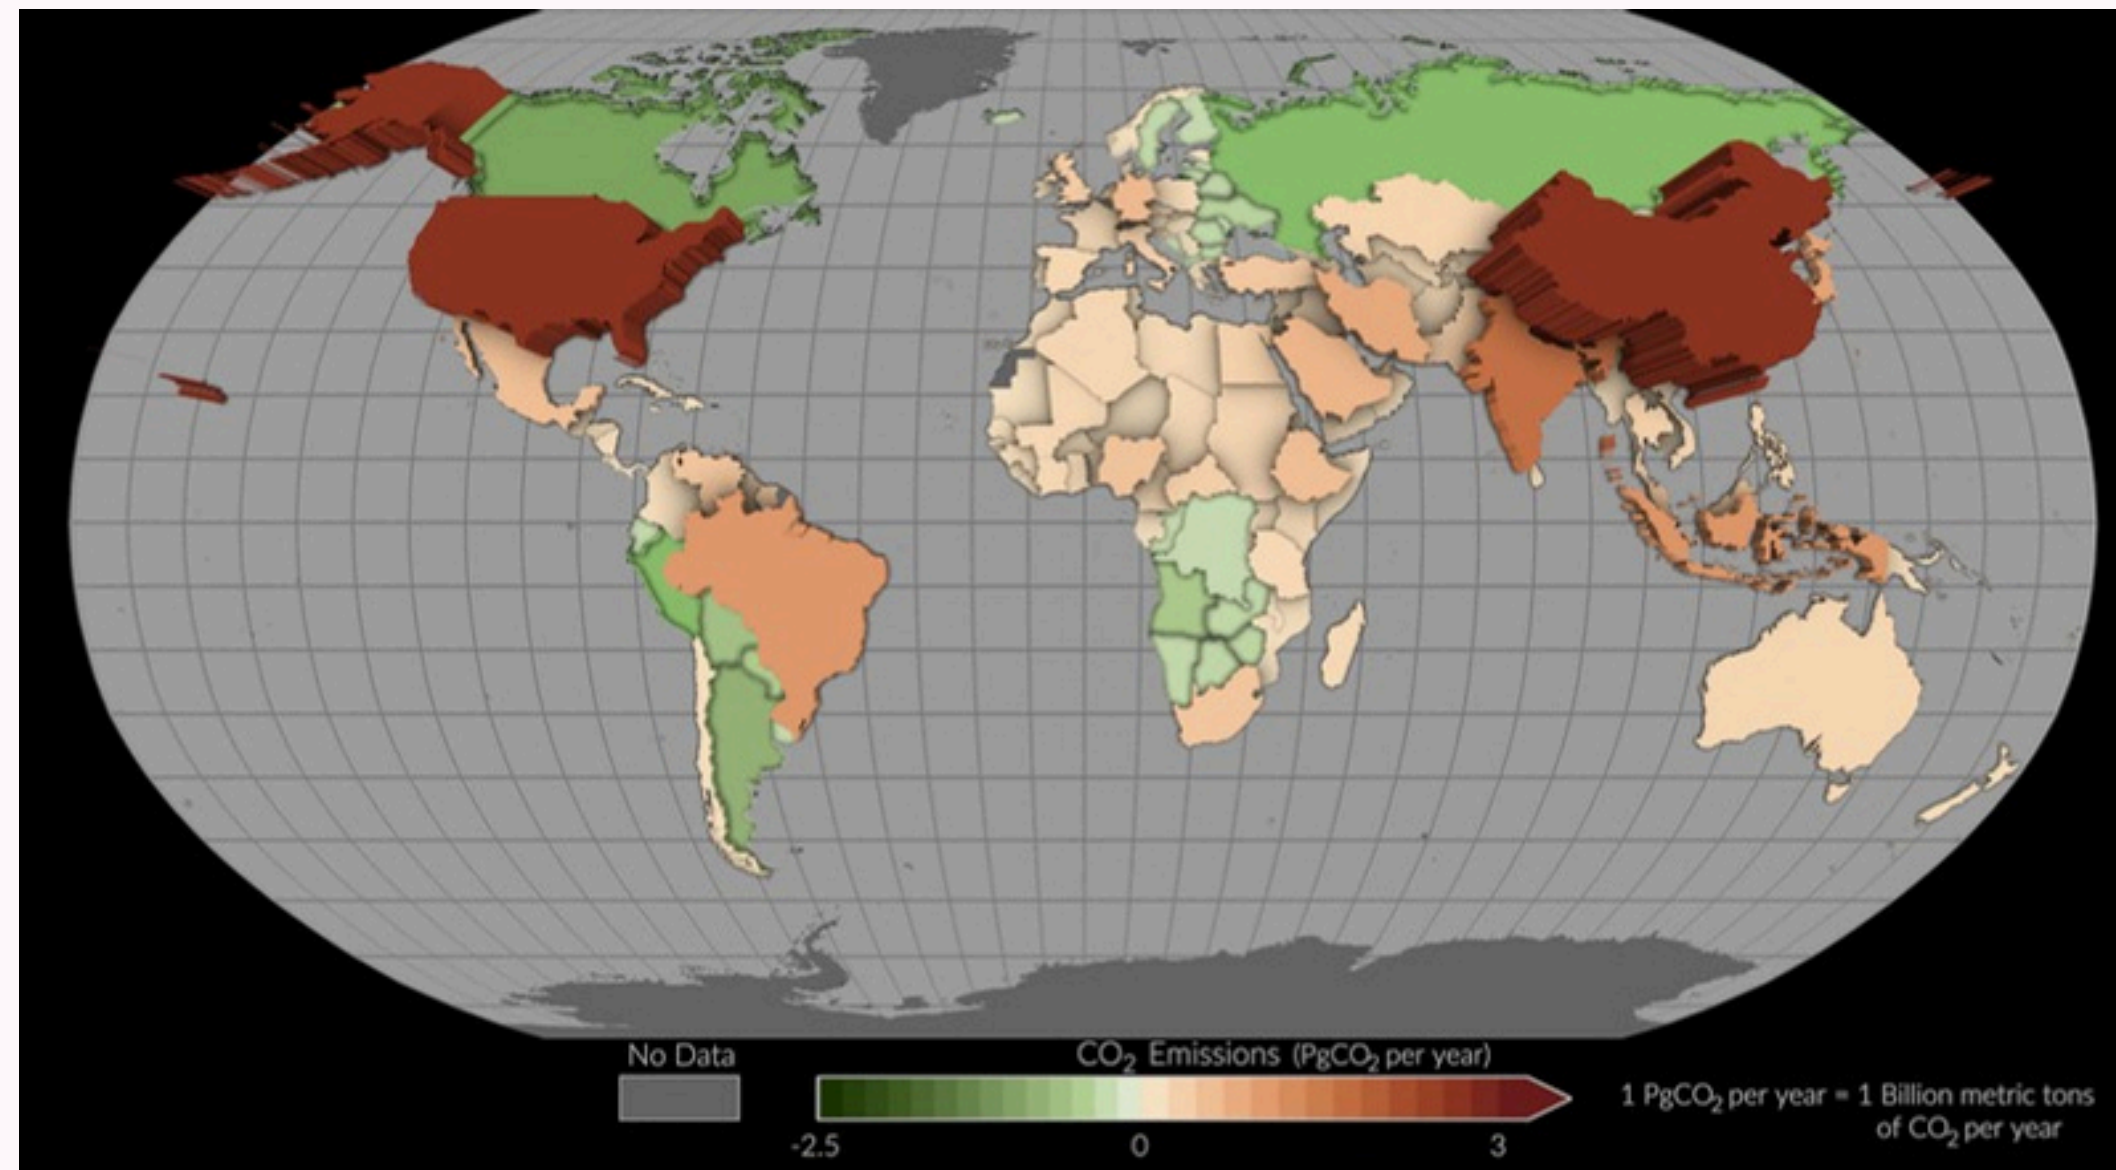 No Data
CO₂ Emissions (PgCO₂ per year)
-2.5
0
3
1 PgCO₂ per year = 1 Billion metric tons
of CO₂ per year